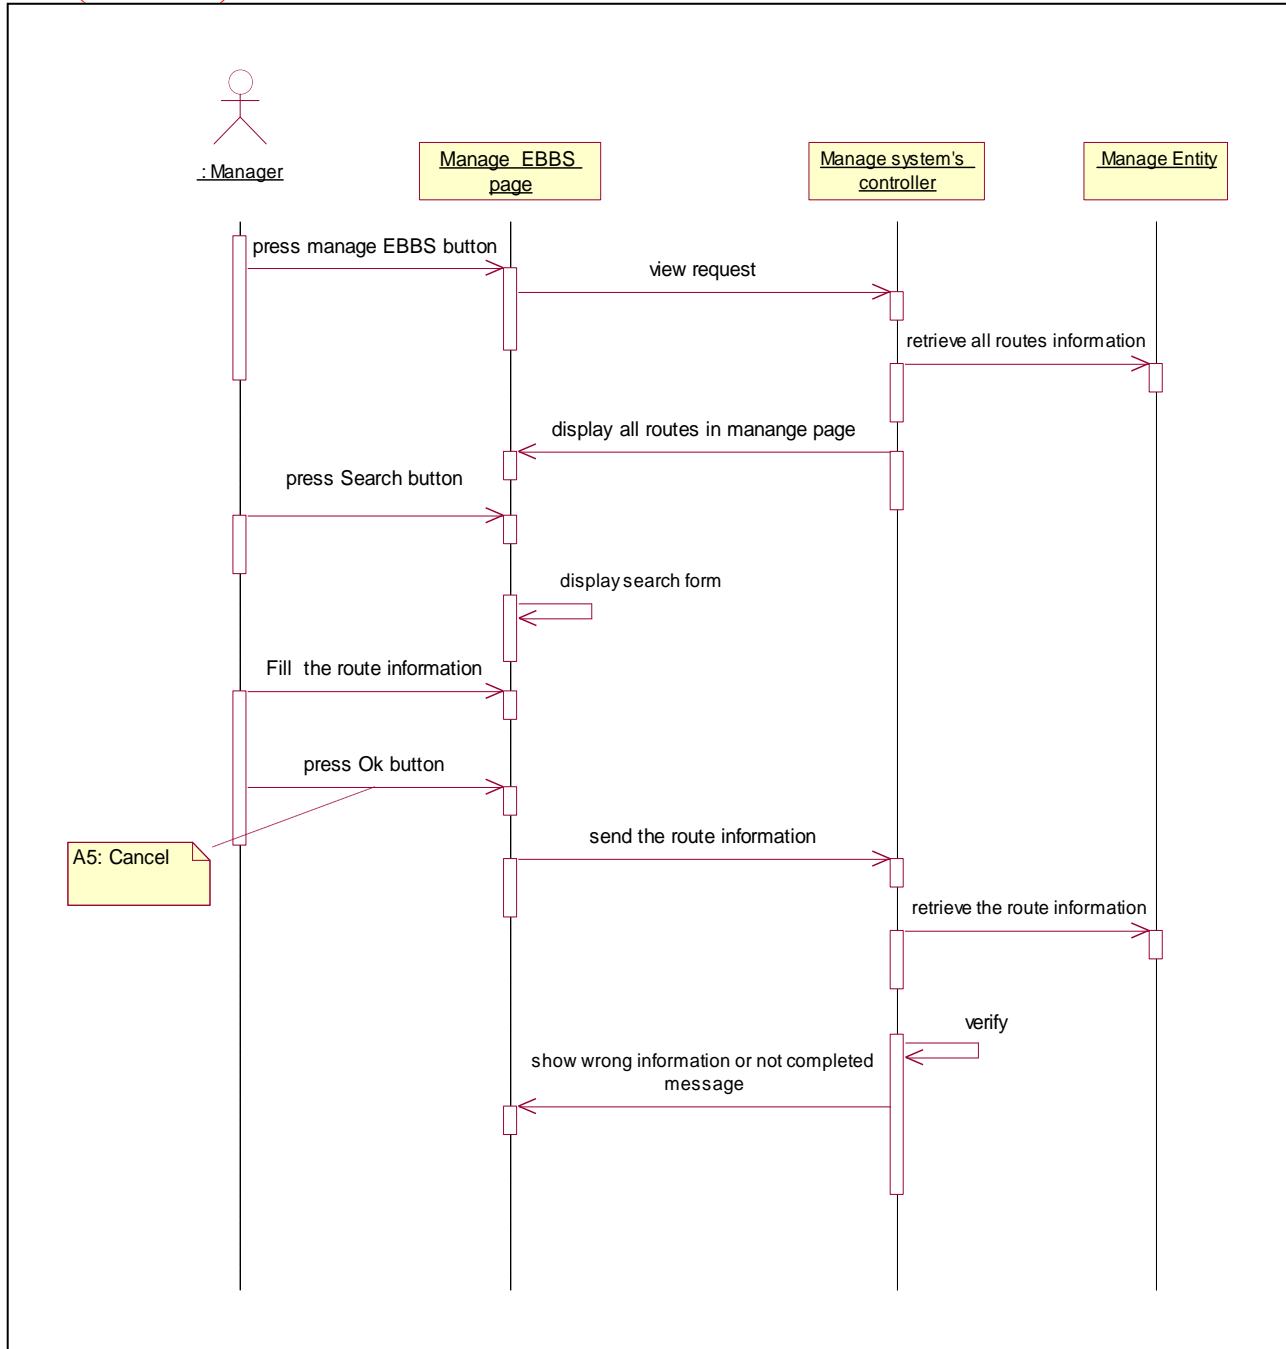 : Manager
Manage EBBS
page
Manage system's
controller
Manage Entity
press manage EBBS button
view request
retrieve all routes information
display all routes in manange page
press Search button
display search form
Fill the route information
press Ok button
A5: Cancel
send the route information
retrieve the route information
verify
show wrong information or not completed
message